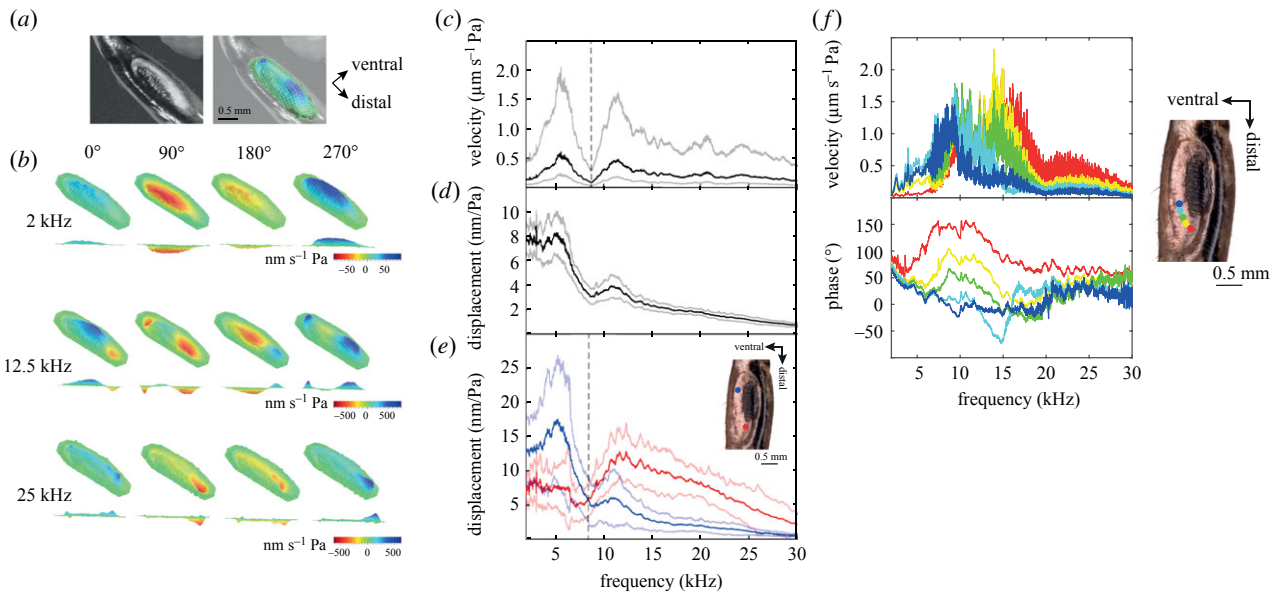 (a)
ventral
distal
0.5 mm
(b)
0° 90° 180° 270°
2 kHz
nm s⁻¹ Pa
−50 0 50
12.5 kHz
nm s⁻¹ Pa
−500 0 500
25 kHz
nm s⁻¹ Pa
−500 0 500
(c)
velocity (μm s⁻¹ Pa)
2.0
1.5
1.0
0.5
(d)
displacement (nm/Pa)
10
8
6
4
2
(e)
displacement (nm/Pa)
25
20
15
10
5
ventral
distal
0.5 mm
5 10 15 20 25 30
frequency (kHz)
(f)
velocity (μm s⁻¹ Pa)
2.0
1.5
1.0
0.5
phase (°)
150
100
50
0
−50
5 10 15 20 25 30
frequency (kHz)
ventral
distal
0.5 mm